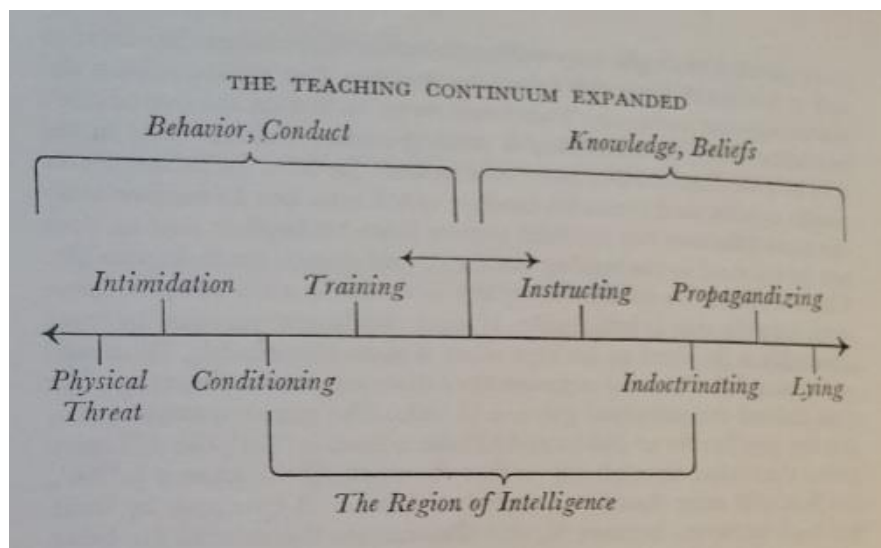 THE TEACHING CONTINUUM EXPANDED
Behavior, Conduct
Knowledge, Beliefs
Intimidation
Training
Instructing
Propagandizing
Physical
Threat
Conditioning
Indoctrinating
Lying
The Region of Intelligence